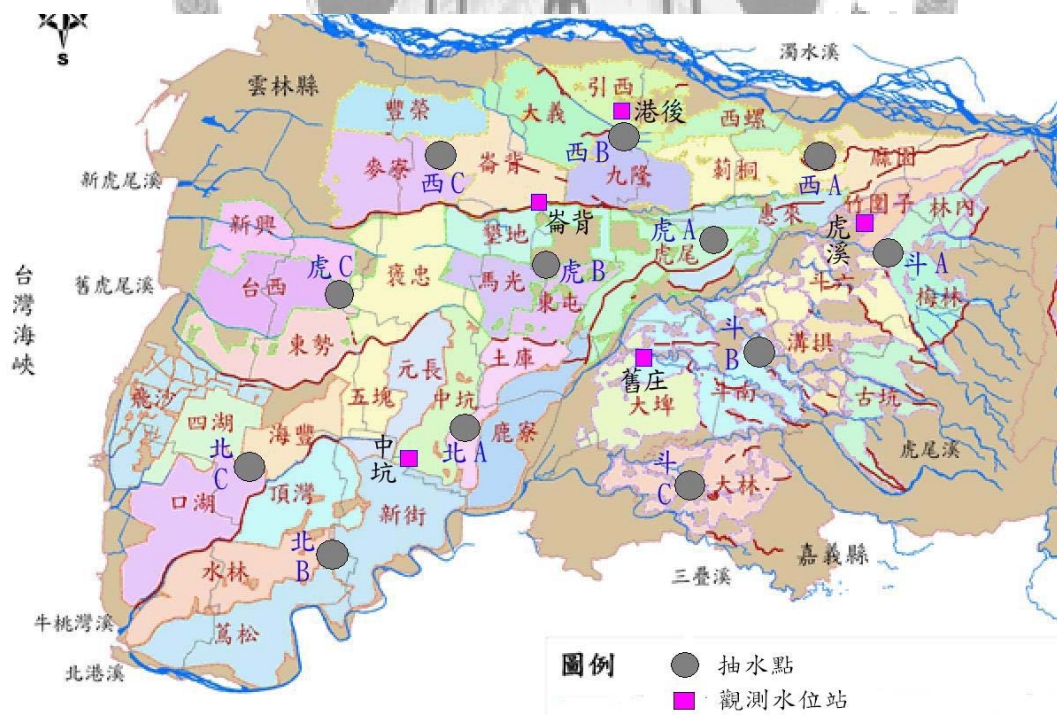 S
濁水溪
雲林縣
引西
豐榮
大義
港後
西螺
西B
麥寮
西C
崙背
九隆
莿桐
西A
麻園
新虎尾溪
新興
崙背
惠來
竹圍子
林內
墾地
虎A
虎尾
虎溪
斗A
台灣海峽
舊虎尾溪
台西
虎C
褒忠
馬光
虎B
東屯
斗六
梅林
東勢
元長
土庫
斗B
溝垻
舊庄
飛沙
四湖
五塊
中坑
大埤
斗南
古坑
海豐
北C
中坑
北A
鹿寮
虎尾溪
口湖
頂灣
新街
斗C
大林
北B
水林
嘉義縣
三疊溪
牛桃灣溪
蔦松
北港溪
圖例
抽水點
觀測水位站